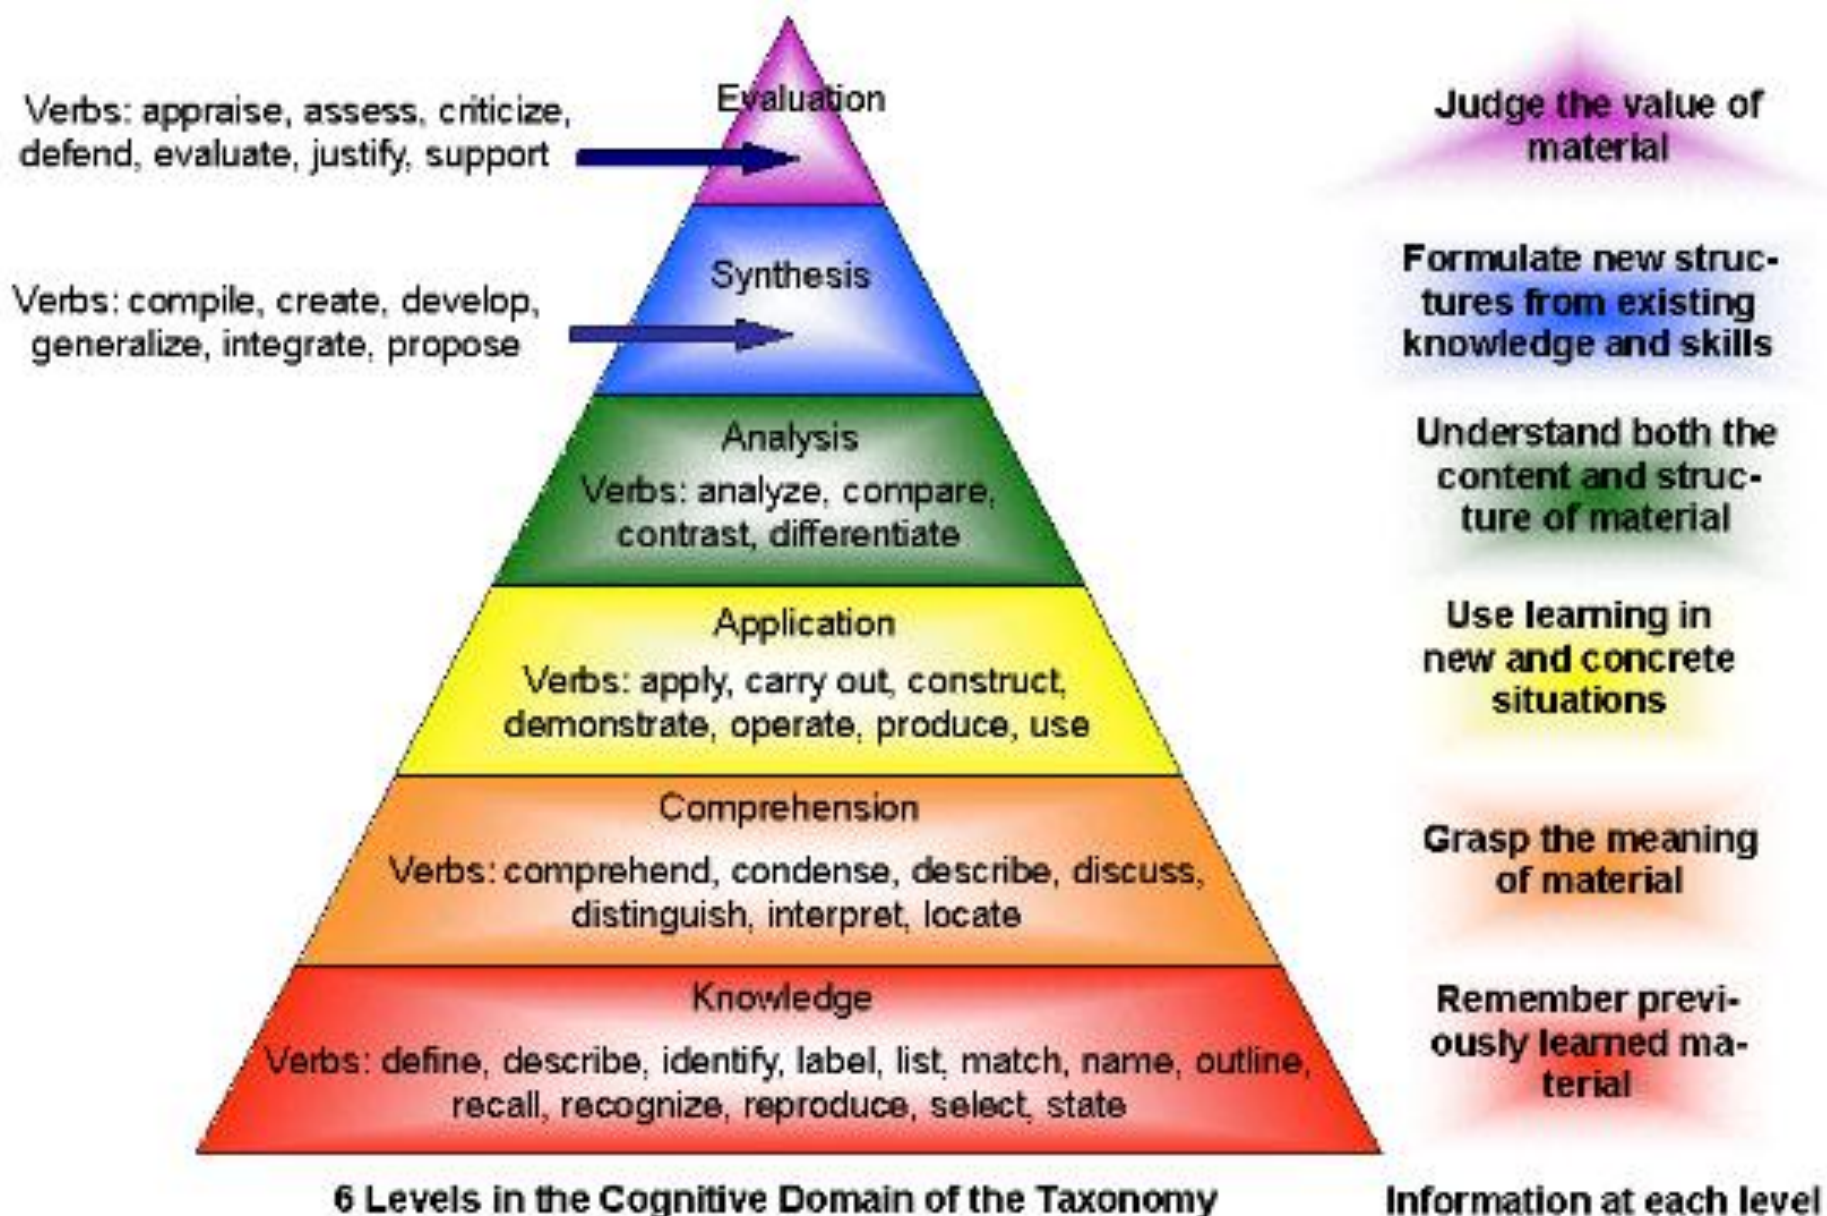 Evaluation
Verbs: appraise, assess, criticize,
defend, evaluate, justify, support
Judge the value of
material
Synthesis
Verbs: compile, create, develop,
generalize, integrate, propose
Formulate new struc-
tures from existing
knowledge and skills
Analysis
Verbs: analyze, compare,
contrast, differentiate
Understand both the
content and struc-
ture of material
Application
Verbs: apply, carry out, construct,
demonstrate, operate, produce, use
Use learning in
new and concrete
situations
Comprehension
Verbs: comprehend, condense, describe, discuss,
distinguish, interpret, locate
Grasp the meaning
of material
Knowledge
Verbs: define, describe, identify, label, list, match, name, outline,
recall, recognize, reproduce, select, state
Remember previ-
ously learned ma-
terial
6 Levels in the Cognitive Domain of the Taxonomy
Information at each level